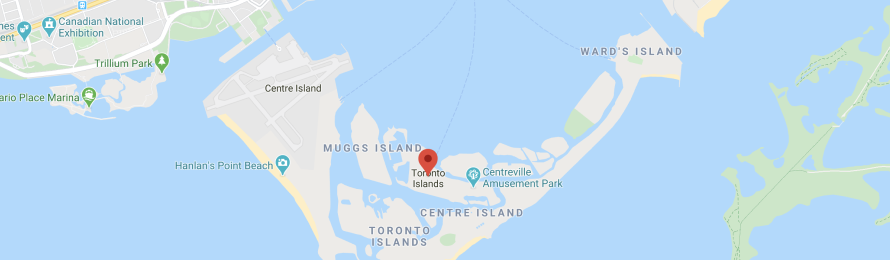 nes
ent
Canadian National
Exhibition
Trillium Park
ario Place Marina
Centre Island
WARD'S ISLAND
MUGGS ISLAND
Hanlan's Point Beach
Toronto
Islands
Centreville
Amusement Park
CENTRE ISLAND
TORONTO
ISLANDS